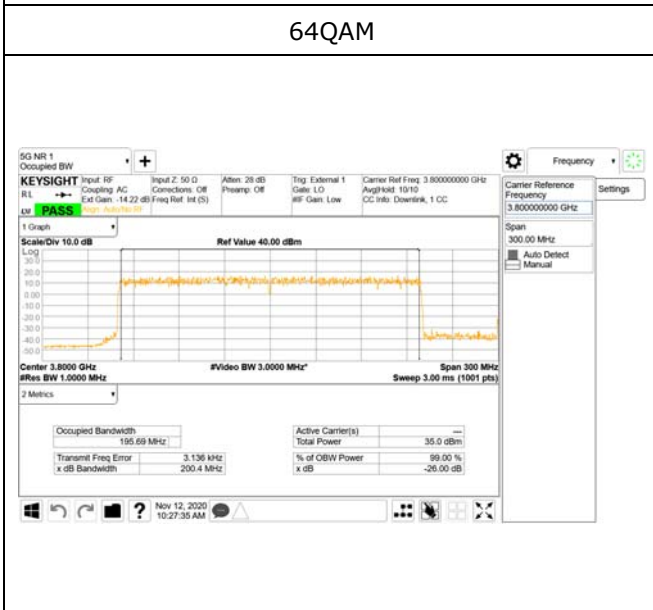 64QAM
5G NR 1
Occupied BW
KEYSIGHT
RL
LW
PASS
Input: RF
Coupling: AC
Ext Gain: -14.22 dB
Align: Auto/No RF
Input Z: 50 Ω
Corrections: Off
Freq Ref: Int (S)
Atten: 28 dB
Preamp: Off
Trig: External 1
Gate: LO
#IF Gain: Low
Carrier Ref Freq: 3.800000000 GHz
Avg|Hold: 10/10
CC Info: Downlink, 1 CC
Frequency
Carrier Reference
Frequency
3.800000000 GHz
Settings
Span
300.00 MHz
Auto Detect
Manual
1 Graph
Scale/Div 10.0 dB
Ref Value 40.00 dBm
Log
30.0
20.0
10.0
0.00
-10.0
-20.0
-30.0
-40.0
-50.0
Center 3.8000 GHz
#Video BW 3.0000 MHz*
Span 300 MHz
#Res BW 1.0000 MHz
Sweep 3.00 ms (1001 pts)
2 Metrics
Occupied Bandwidth
195.69 MHz
Transmit Freq Error 3.136 kHz
x dB Bandwidth 200.4 MHz
Active Carrier(s) ---
Total Power 35.0 dBm
% of OBW Power 99.00 %
x dB -26.00 dB
?
Nov 12, 2020
10:27:35 AM